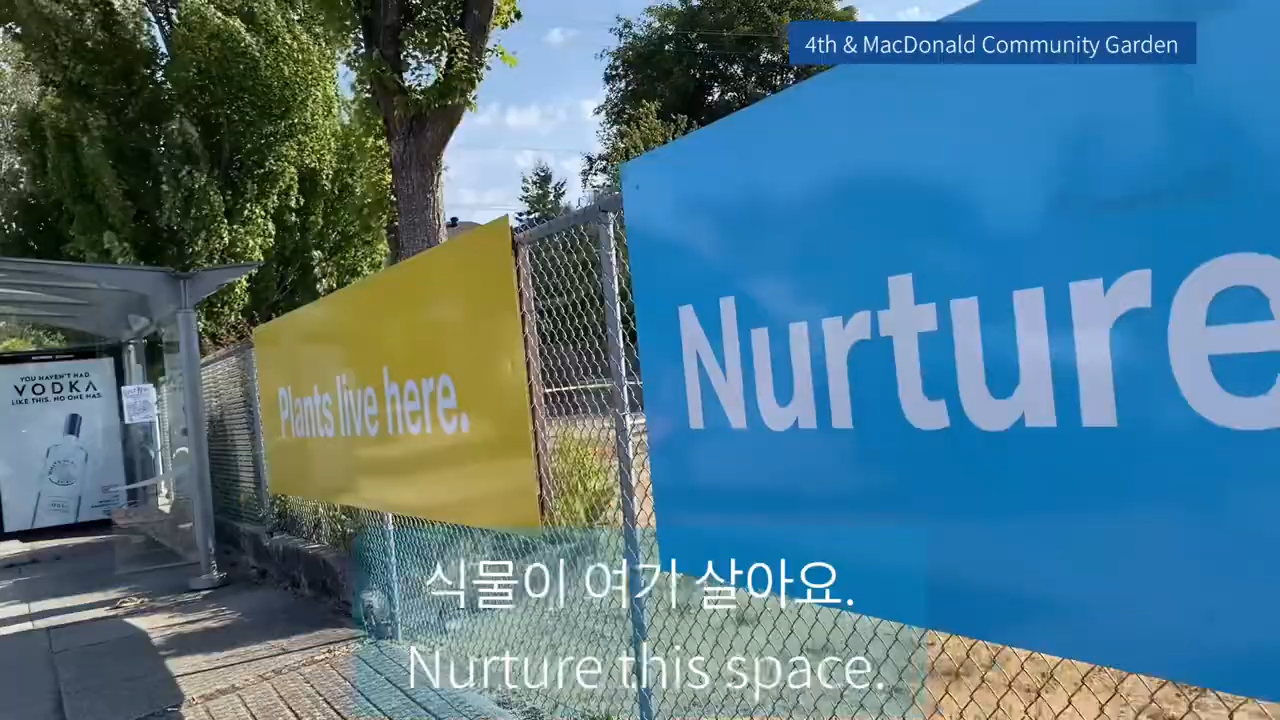 4th & MacDonald Community Garden
Nurture
Plants live here.
YOU HAVEN'T HAD
VODKA
LIKE THIS. NO ONE HAS.
식물이 여기 살아요.
Nurture this space.